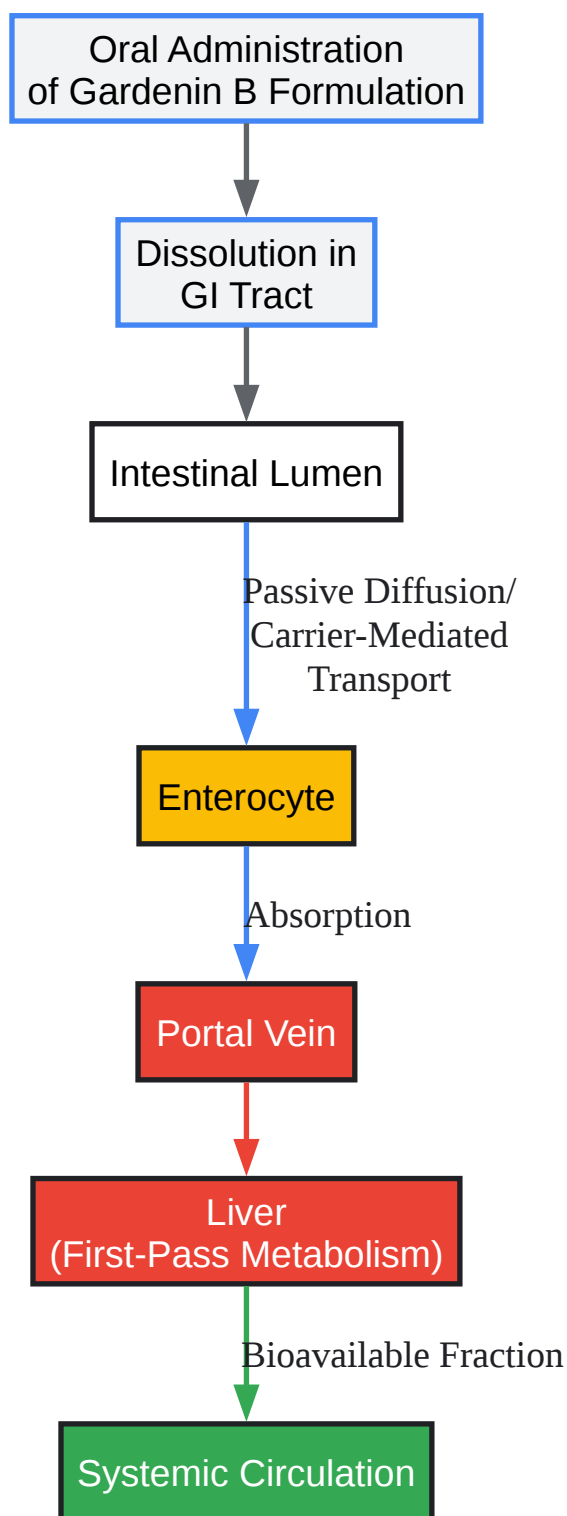 Oral Administration
of Gardenin B Formulation
Dissolution in
GI Tract
Intestinal Lumen
Passive Diffusion/
Carrier-Mediated
Transport
Enterocyte
Absorption
Portal Vein
Liver
(First-Pass Metabolism)
Bioavailable Fraction
Systemic Circulation